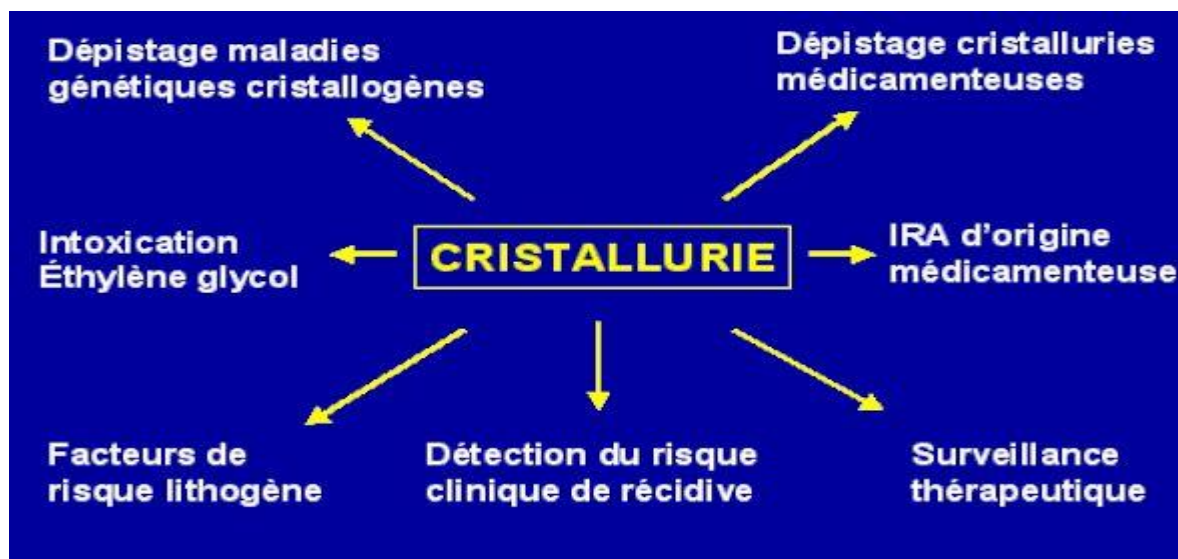 Dépistage maladies
génétiques cristallogènes
Dépistage cristalluries
médicamenteuses
Intoxication
Éthylène glycol
CRISTALLURIE
IRA d'origine
médicamenteuse
Facteurs de
risque lithogène
Détection du risque
clinique de récidive
Surveillance
thérapeutique